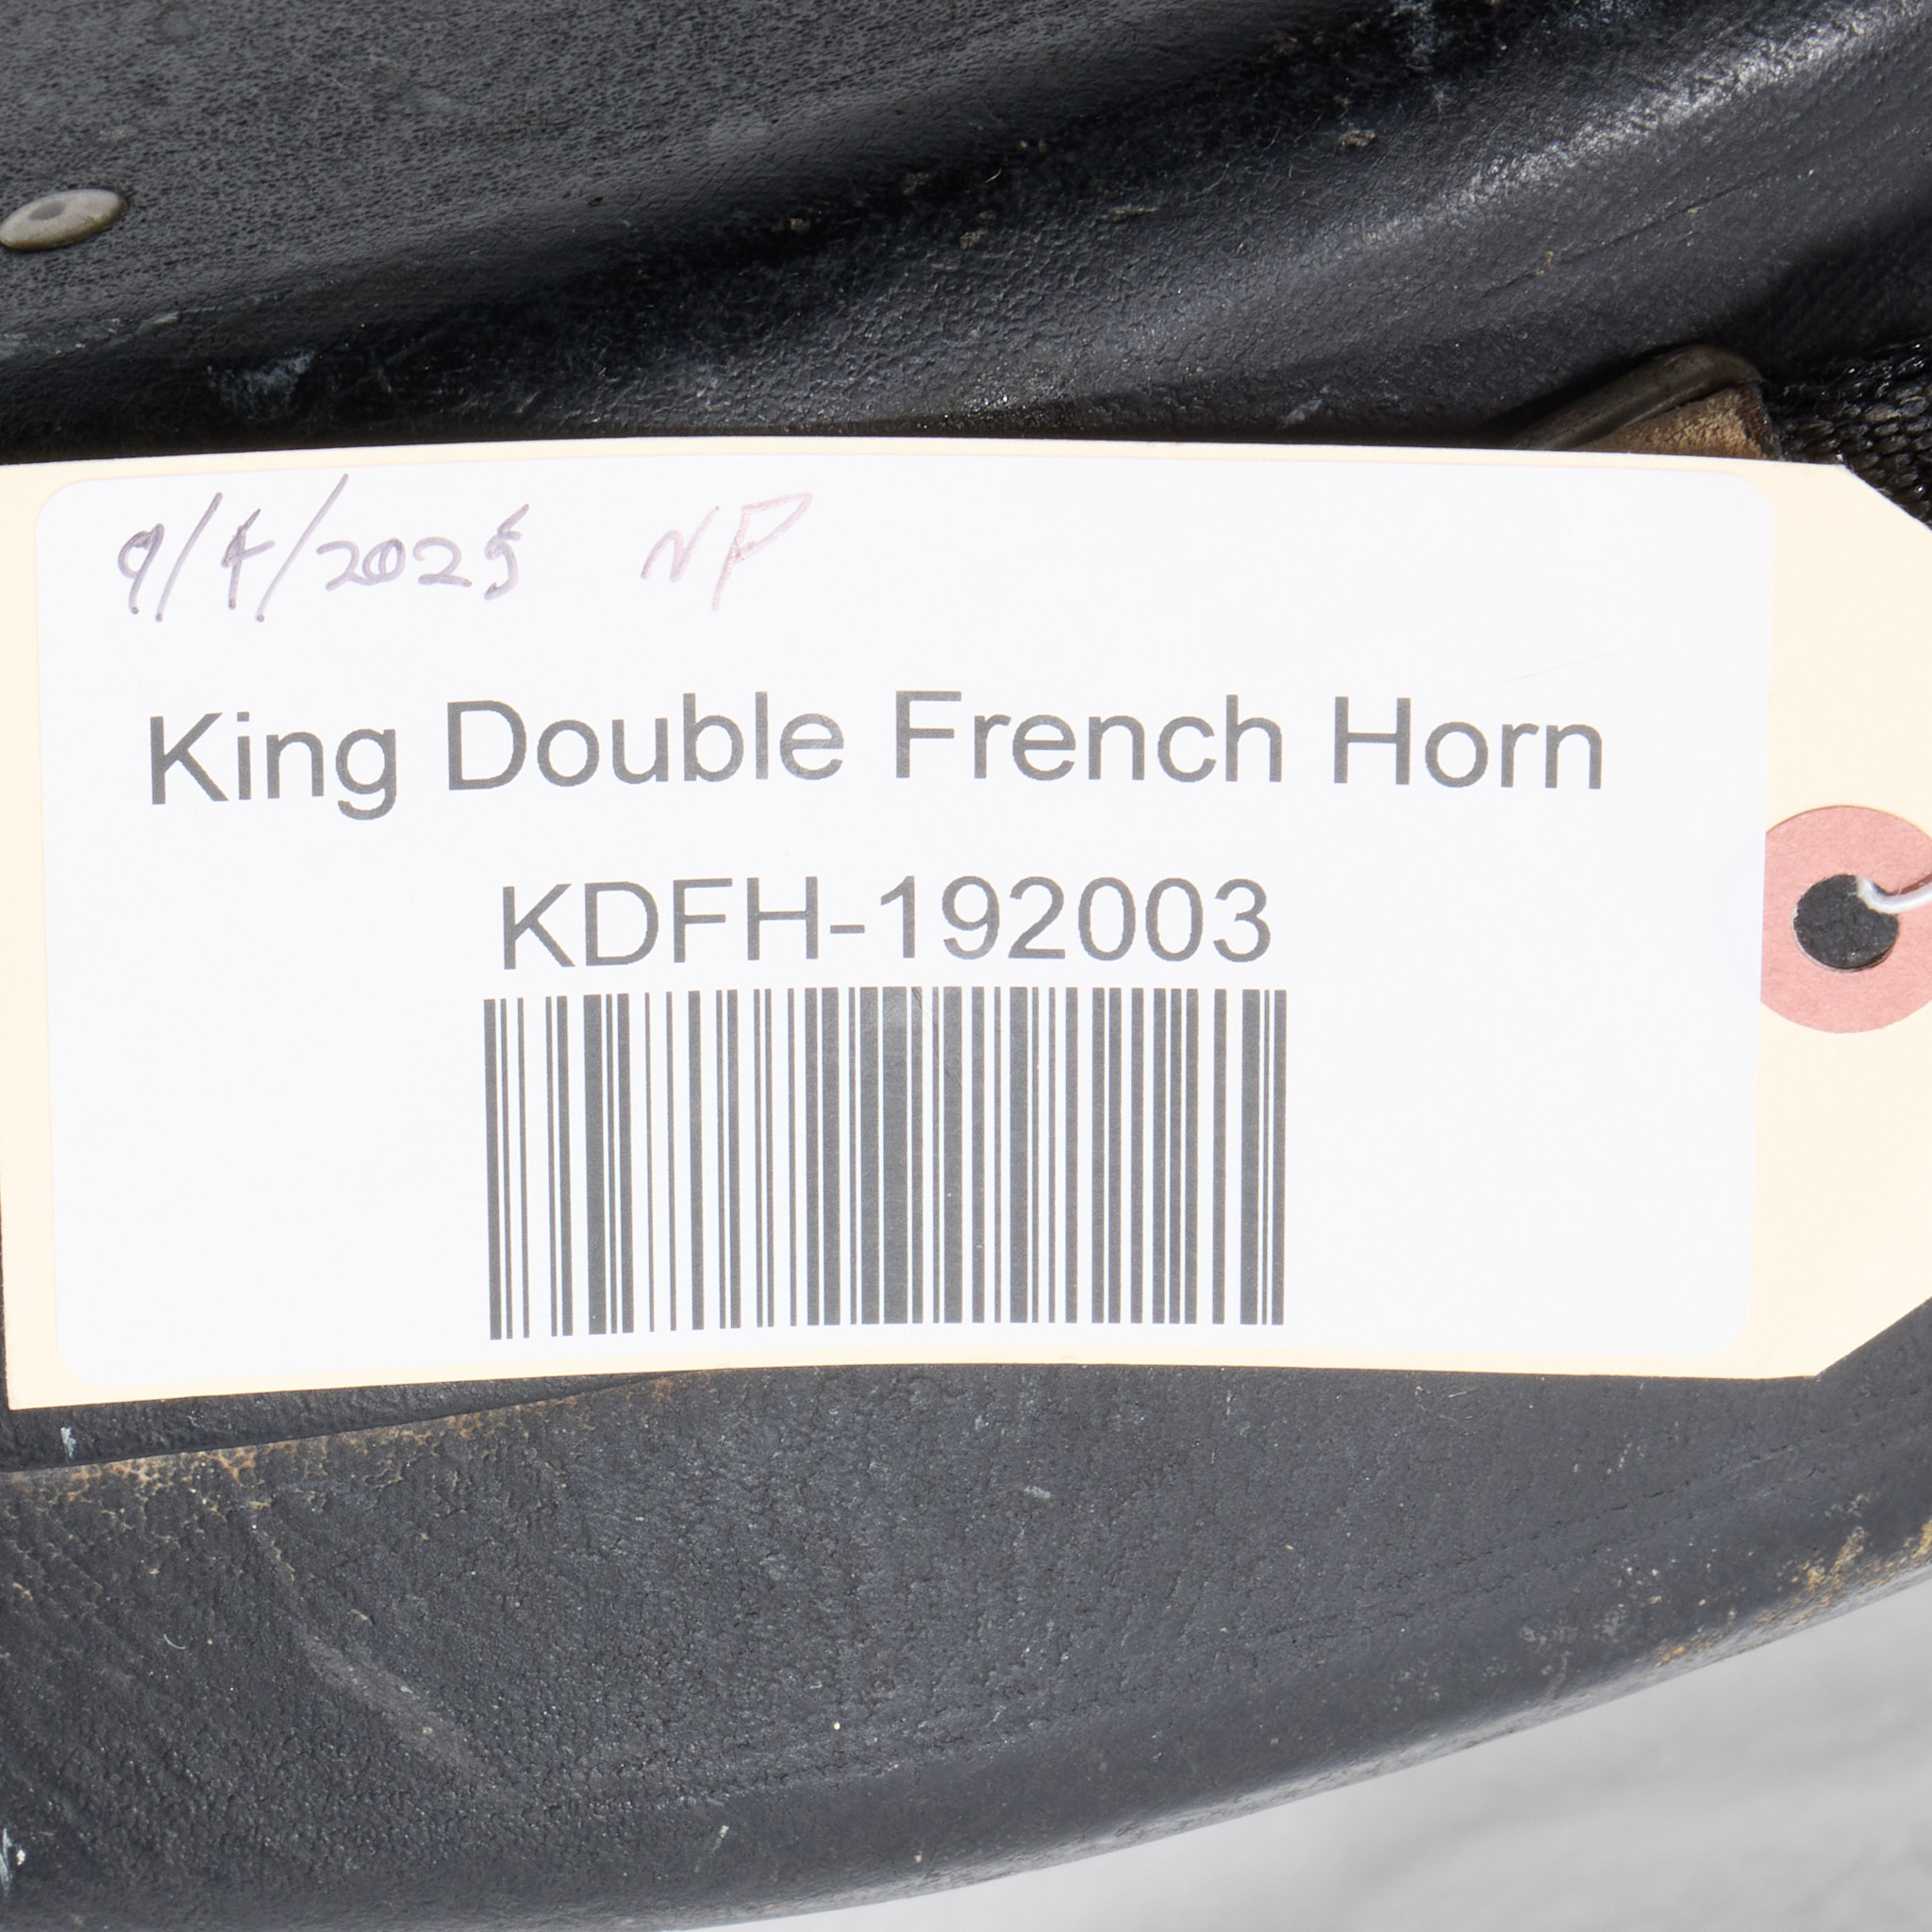 9/4/2025 NP
King Double French Horn
KDFH-192003